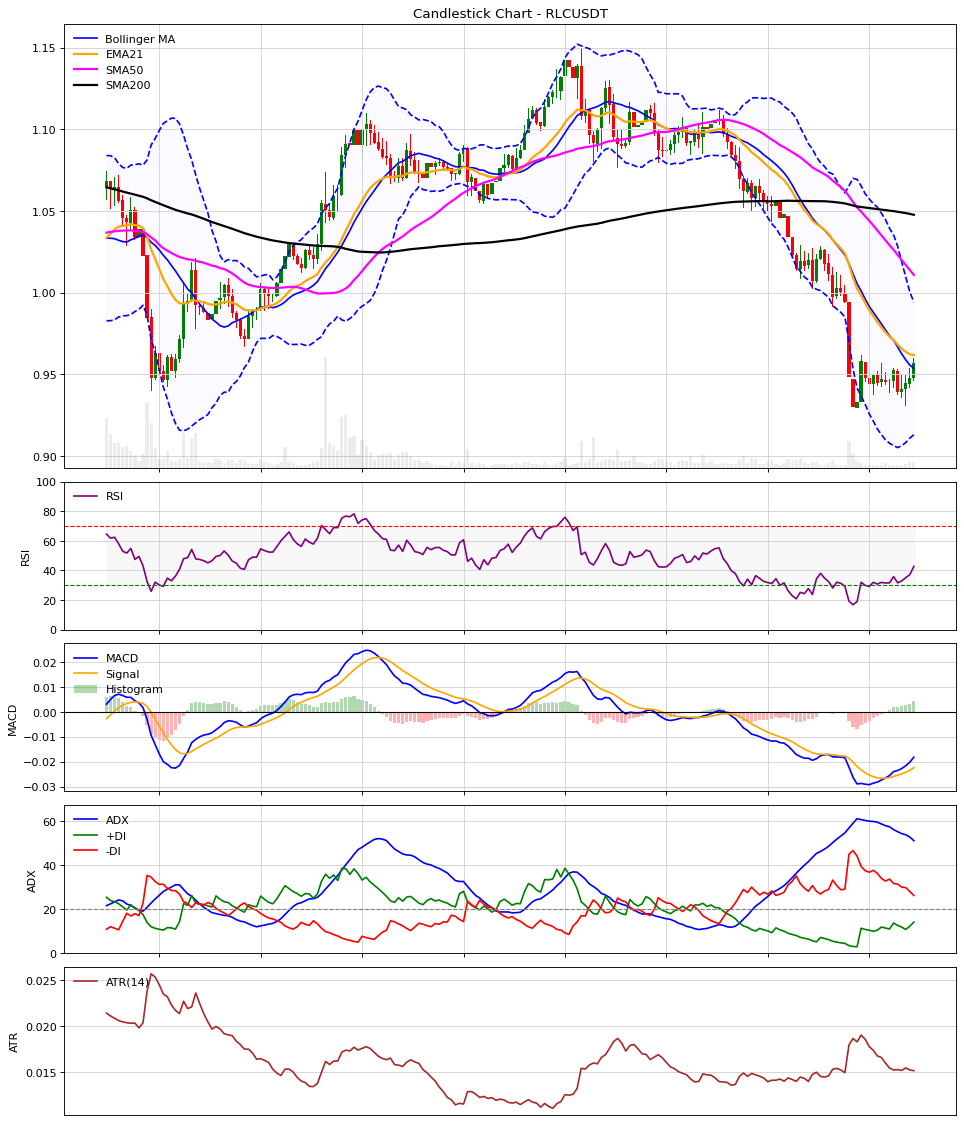 Candlestick Chart - RLCUSDT
Bollinger MA
EMA21
SMA50
SMA200
1.15
1.10
1.05
1.00
0.95
0.90
RSI
RSI
100
80
60
40
20
0
MACD
Signal
Histogram
MACD
0.02
0.01
0.00
−0.01
−0.02
−0.03
ADX
+DI
-DI
ADX
60
40
20
0
ATR(14)
ATR
0.025
0.020
0.015